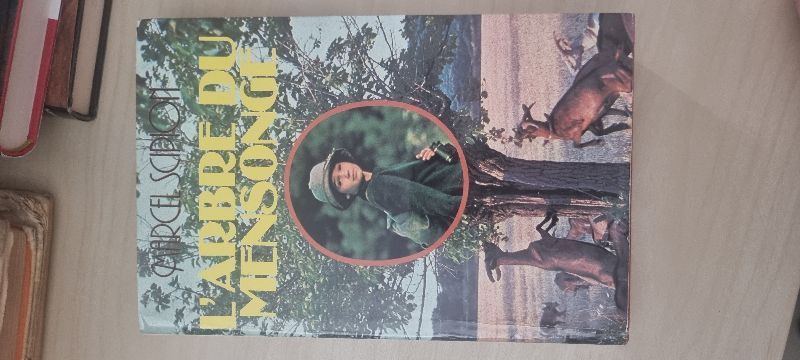 MARCEL SCIPION
L'ARBRE DU
MENSONGE